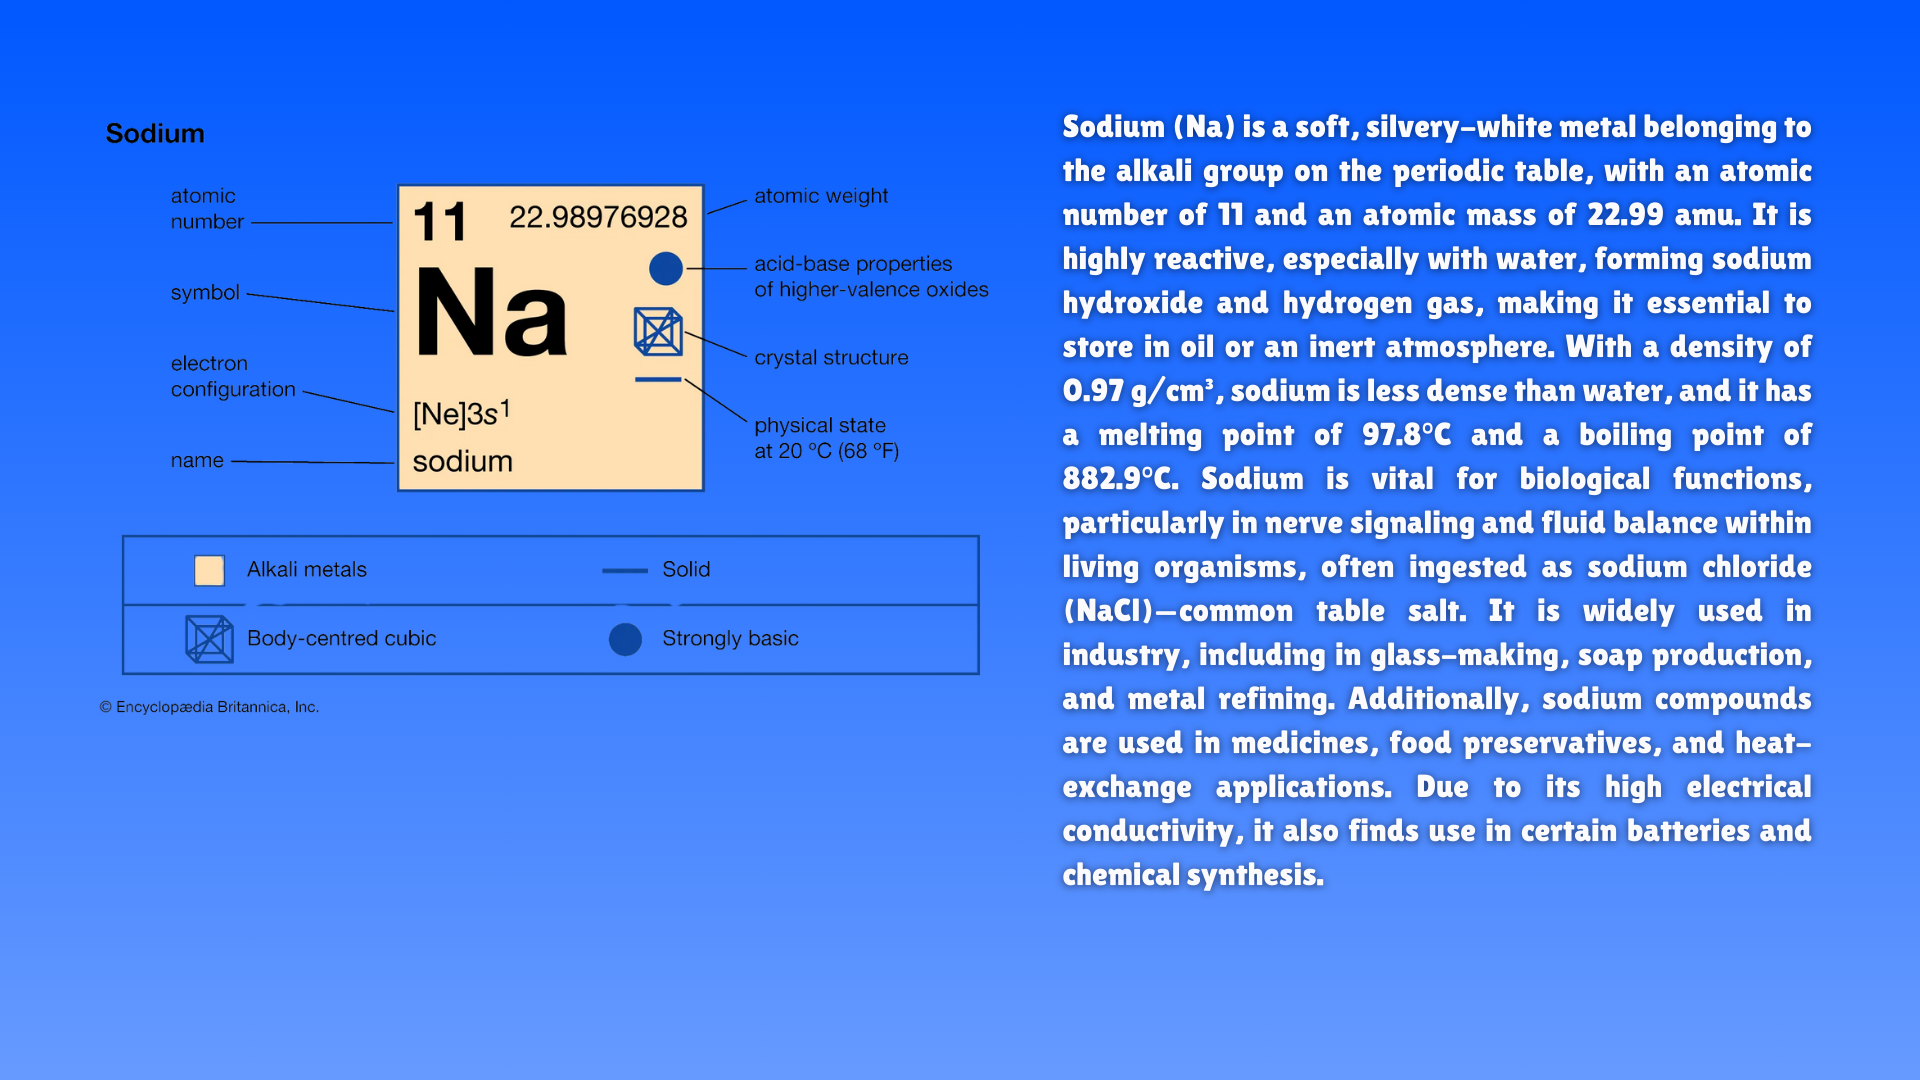 Sodium
atomic
number
symbol
electron
configuration
name
11 22.98976928
Na
[Ne]3s¹
sodium
atomic weight
acid-base properties
of higher-valence oxides
crystal structure
physical state
at 20 °C (68 °F)
Alkali metals
Solid
Body-centred cubic
Strongly basic
© Encyclopædia Britannica, Inc.
Sodium (Na) is a soft, silvery-white metal belonging to
the alkali group on the periodic table, with an atomic
number of 11 and an atomic mass of 22.99 amu. It is
highly reactive, especially with water, forming sodium
hydroxide and hydrogen gas, making it essential to
store in oil or an inert atmosphere. With a density of
0.97 g/cm³, sodium is less dense than water, and it has
a melting point of 97.8°C and a boiling point of
882.9°C. Sodium is vital for biological functions,
particularly in nerve signaling and fluid balance within
living organisms, often ingested as sodium chloride
(NaCl)—common table salt. It is widely used in
industry, including in glass-making, soap production,
and metal refining. Additionally, sodium compounds
are used in medicines, food preservatives, and heat-
exchange applications. Due to its high electrical
conductivity, it also finds use in certain batteries and
chemical synthesis.